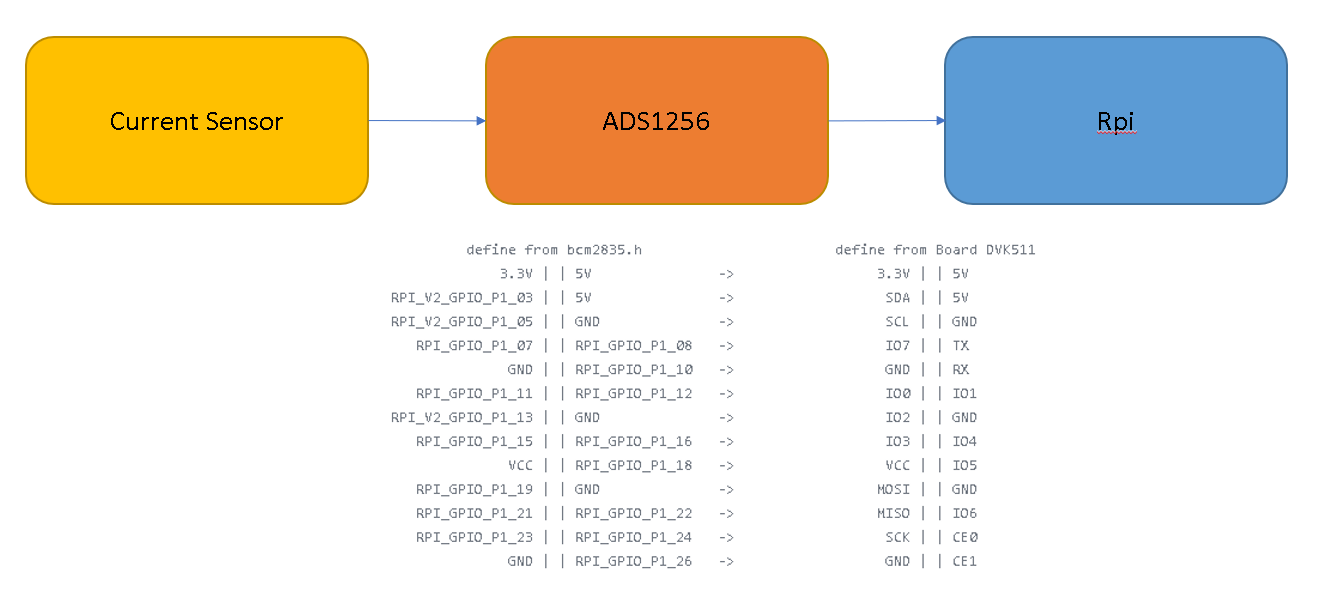 Current Sensor
ADS1256
Rpi
define from bcm2835.h define from Board DVK511
3.3V | | 5V -> 3.3V | | 5V
RPI_V2_GPIO_P1_03 | | 5V -> SDA | | 5V
RPI_V2_GPIO_P1_05 | | GND -> SCL | | GND
RPI_GPIO_P1_07 | | RPI_GPIO_P1_08 -> IO7 | | TX
GND | | RPI_GPIO_P1_10 -> GND | | RX
RPI_GPIO_P1_11 | | RPI_GPIO_P1_12 -> IO0 | | IO1
RPI_V2_GPIO_P1_13 | | GND -> IO2 | | GND
RPI_GPIO_P1_15 | | RPI_GPIO_P1_16 -> IO3 | | IO4
VCC | | RPI_GPIO_P1_18 -> VCC | | IO5
RPI_GPIO_P1_19 | | GND -> MOSI | | GND
RPI_GPIO_P1_21 | | RPI_GPIO_P1_22 -> MISO | | IO6
RPI_GPIO_P1_23 | | RPI_GPIO_P1_24 -> SCK | | CE0
GND | | RPI_GPIO_P1_26 -> GND | | CE1